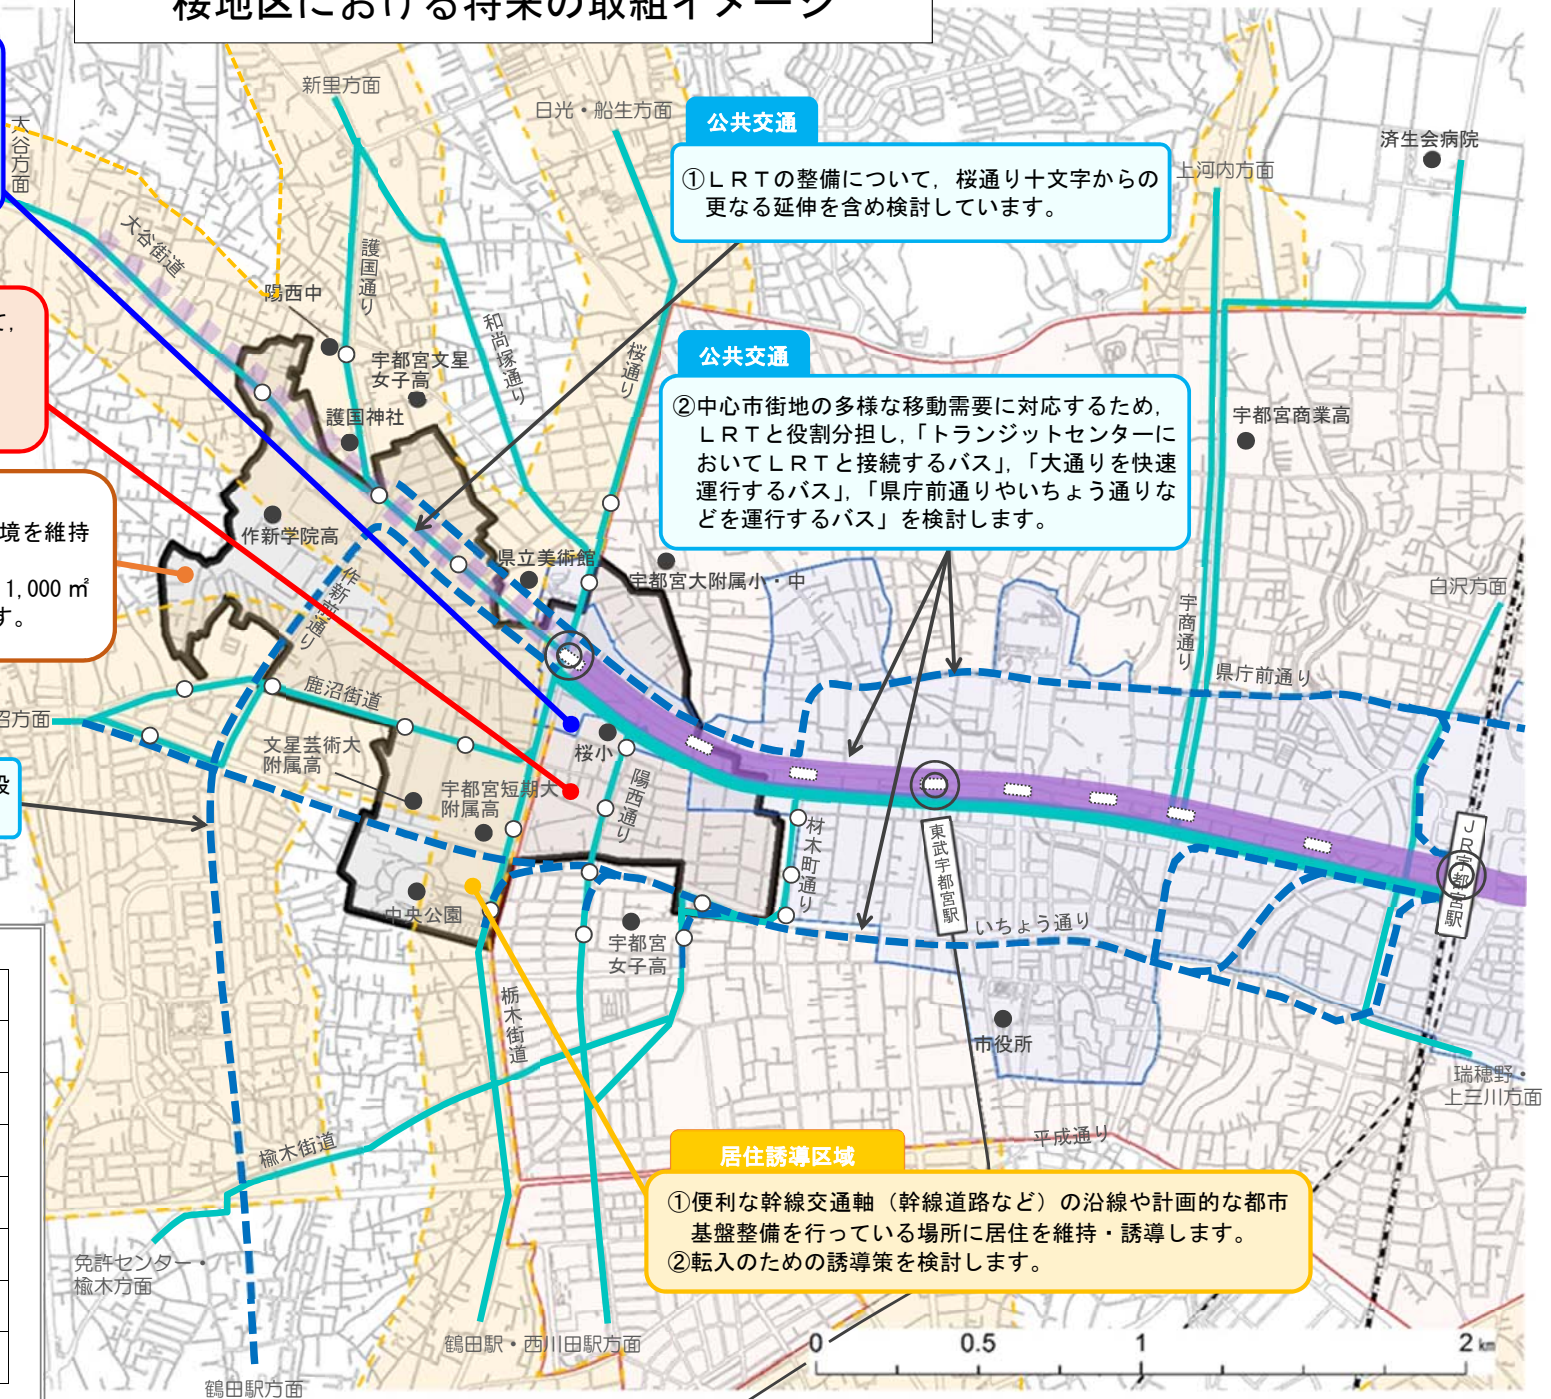 桜地区における将来の取組イメージ
新里方面
日光・船生方面
公共交通
①ＬＲＴの整備について，桜通り十文字からの
更なる延伸を含め検討しています。
済生会病院
上河内方面
大谷方面
大谷街道
護国通り
陽西中
和尚塚通り
桜通り
宇都宮文星
女子高
護国神社
公共交通
②中心市街地の多様な移動需要に対応するため，
ＬＲＴと役割分担し，「トランジットセンターに
おいてＬＲＴと接続するバス」，「大通りを快速
運行するバス」，「県庁前通りやいちょう通りな
どを運行するバス」を検討します。
宇都宮商業高
て，
境を維持
1,000㎡
す。
作新学院高
作新前通り
県立美術館
宇都宮大附属小・中
白沢方面
宇商通り
県庁前通り
鹿沼街道
沼方面
文星芸術大
附属高
桜小
宇都宮短期大
附属高
陽西通り
材木町通り
東武宇都宮駅
ＪＲ宇都宮駅
設
中央公園
宇都宮
女子高
いちょう通り
栃木街道
市役所
瑞穂野・
上三川方面
平成通り
楡木街道
居住誘導区域
①便利な幹線交通軸（幹線道路など）の沿線や計画的な都市
基盤整備を行っている場所に居住を維持・誘導します。
②転入のための誘導策を検討します。
免許センター・
楡木方面
鶴田駅・西川田駅方面
鶴田駅方面
0 0.5 1 2 km